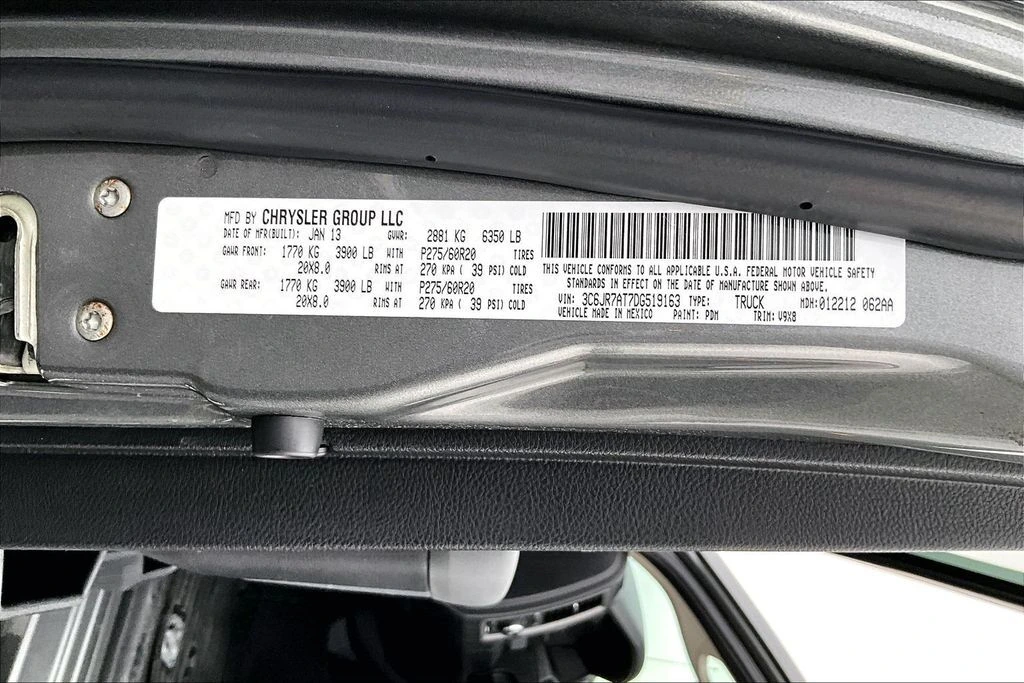 MFD BY CHRYSLER GROUP LLC
DATE OF MFR(BUILT): JAN 13 GVWR: 2881 KG 6350 LB
GAWR FRONT: 1770 KG 3900 LB WITH P275/60R20 TIRES
20X8.0 RIMS AT 270 KPA ( 39 PSI) COLD
GAWR REAR: 1770 KG 3900 LB WITH P275/60R20 TIRES
20X8.0 RIMS AT 270 KPA ( 39 PSI) COLD
THIS VEHICLE CONFORMS TO ALL APPLICABLE U.S.A. FEDERAL MOTOR VEHICLE SAFETY
STANDARDS IN EFFECT ON THE DATE OF MANUFACTURE SHOWN ABOVE.
VIN: 3C6JR7AT7DG519163 TYPE: TRUCK MDH: 012212 062AA
VEHICLE MADE IN MEXICO PAINT: PDM TRIM: V9X8